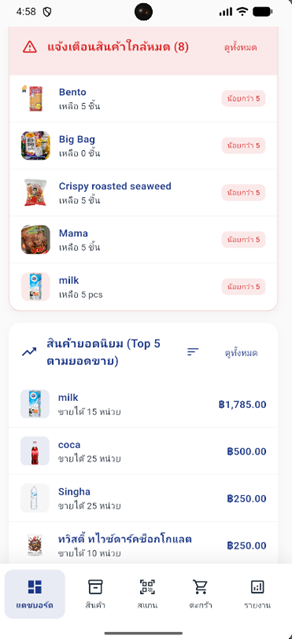 4:58
แจ้งเตือนสินค้าใกล้หมด (8)
ดูทั้งหมด
Bento
เหลือ 5 ชิ้น
น้อยกว่า 5
Big Bag
เหลือ 0 ชิ้น
น้อยกว่า 5
Crispy roasted seaweed
เหลือ 5 ชิ้น
น้อยกว่า 5
Mama
เหลือ 5 ชิ้น
น้อยกว่า 5
milk
เหลือ 5 pcs
น้อยกว่า 5
สินค้ายอดนิยม (Top 5
ตามยอดขาย)
ดูทั้งหมด
milk
ขายได้ 15 หน่วย
฿1,785.00
coca
ขายได้ 25 หน่วย
฿500.00
Singha
ขายได้ 25 หน่วย
฿250.00
ทวิสตี้ ทไวซ์ดาร์คช็อกโกแลต
ขายได้ 10 หน่วย
฿250.00
แดชบอร์ด
สินค้า
สแกน
ตะกร้า
รายงาน